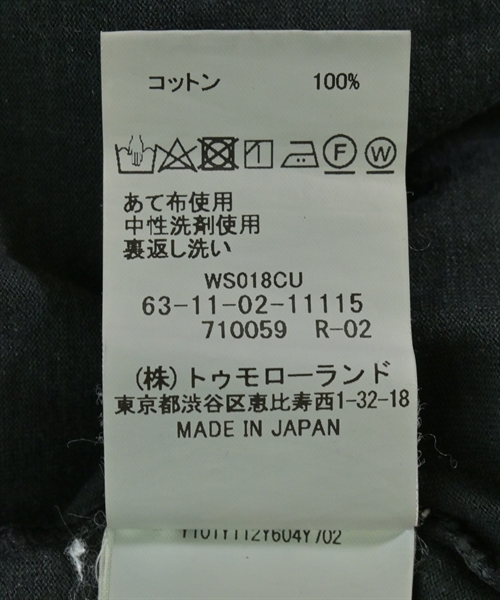 コットン 100%
F W
あて布使用
中性洗剤使用
裏返し洗い
WS018CU
63-11-02-11115
710059 R-02
(株)トゥモローランド
東京都渋谷区恵比寿西1-32-18
MADE IN JAPAN